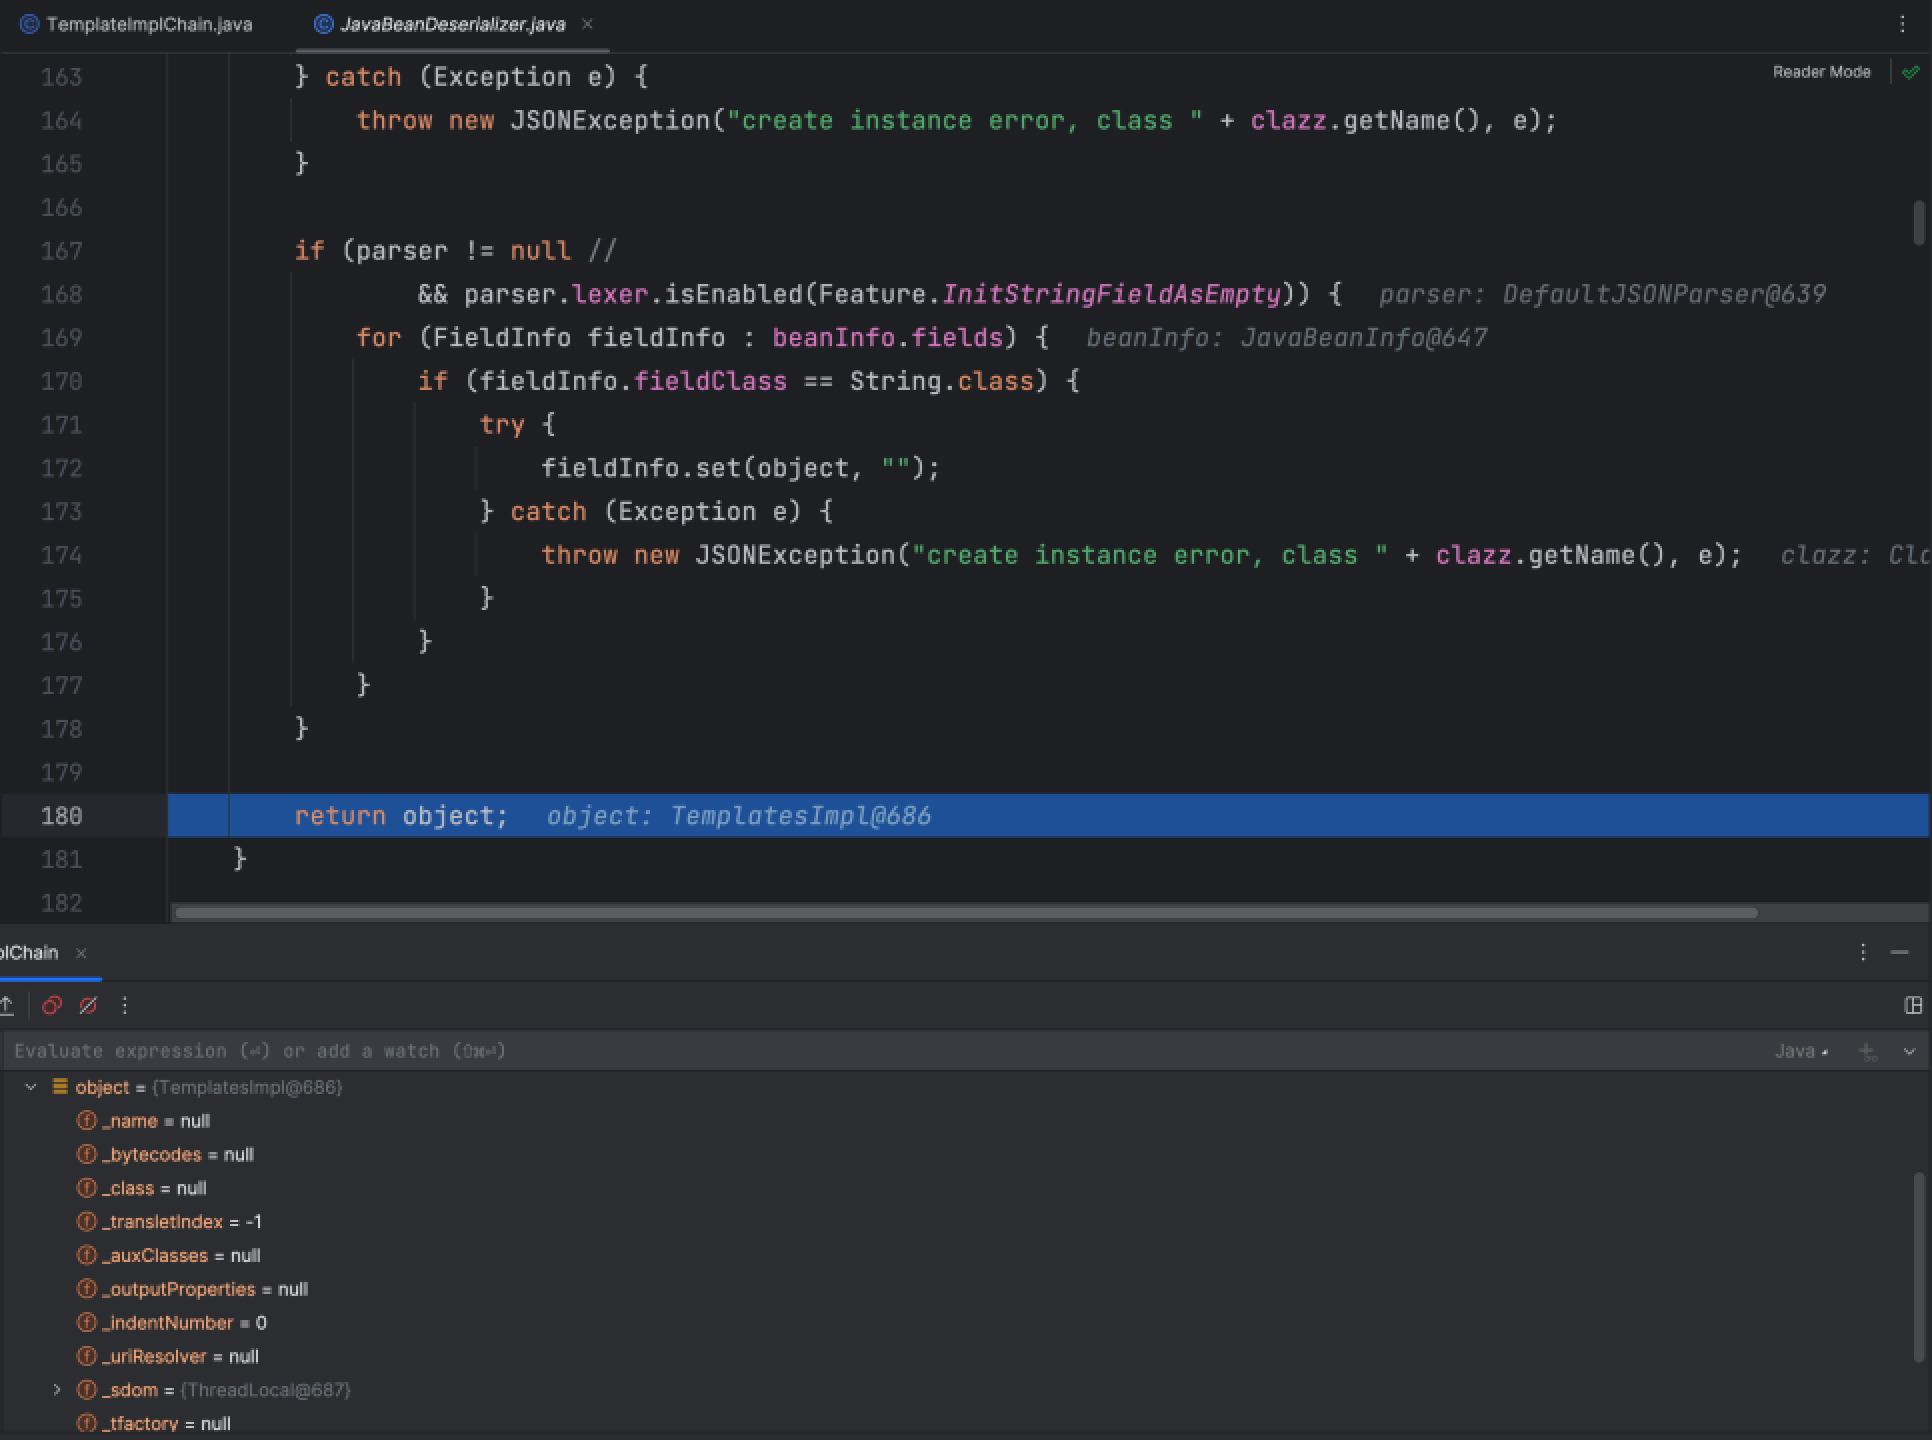 TemplateImplChain.java JavaBeanDeserializer.java
Reader Mode
163 } catch (Exception e) {
164 throw new JSONException("create instance error, class " + clazz.getName(), e);
165 }
166
167 if (parser != null //
168 && parser.lexer.isEnabled(Feature.InitStringFieldAsEmpty)) { parser: DefaultJSONParser@639
169 for (FieldInfo fieldInfo : beanInfo.fields) { beanInfo: JavaBeanInfo@647
170 if (fieldInfo.fieldClass == String.class) {
171 try {
172 fieldInfo.set(object, "");
173 } catch (Exception e) {
174 throw new JSONException("create instance error, class " + clazz.getName(), e); clazz: Cla
175 }
176 }
177 }
178 }
179
180 return object; object: TemplatesImpl@686
181 }
182
plChain
Evaluate expression (⏎) or add a watch (⇧⌘⏎) Java
object = {TemplatesImpl@686}
_name = null
_bytecodes = null
_class = null
_transletIndex = -1
_auxClasses = null
_outputProperties = null
_indentNumber = 0
_uriResolver = null
_sdom = {ThreadLocal@687}
_tfactory = null